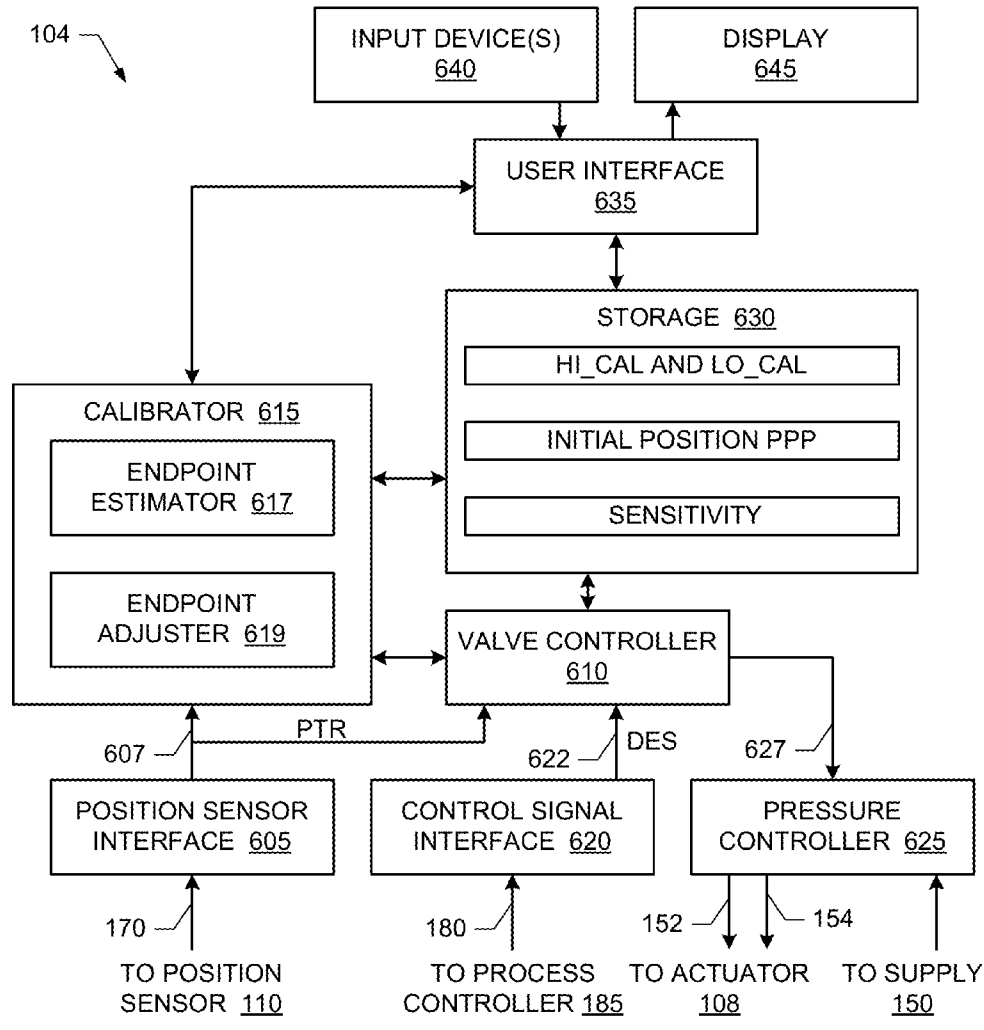 104
INPUT DEVICE(S)
640
DISPLAY
645
USER INTERFACE
635
STORAGE 630
HI_CAL AND LO_CAL
INITIAL POSITION PPP
SENSITIVITY
CALIBRATOR 615
ENDPOINT
ESTIMATOR 617
ENDPOINT
ADJUSTER 619
VALVE CONTROLLER
610
607
PTR
622
DES
627
POSITION SENSOR
INTERFACE 605
CONTROL SIGNAL
INTERFACE 620
PRESSURE
CONTROLLER 625
170
180
152
154
TO POSITION
SENSOR 110
TO PROCESS
CONTROLLER 185
TO ACTUATOR
108
TO SUPPLY
150